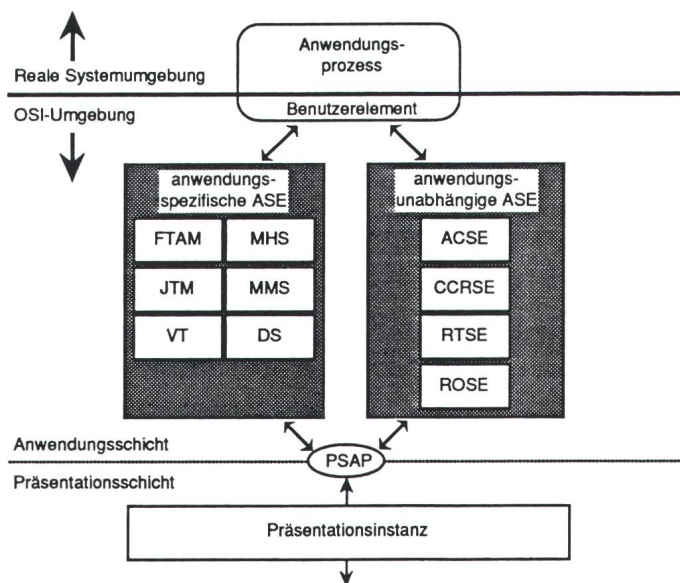 Anwendungs-
prozess
Reale Systemumgebung
OSI-Umgebung
Benutzerelement
anwendungs-
spezifische ASE
anwendungs-
unabhängige ASE
FTAM
MHS
JTM
MMS
VT
DS
ACSE
CCRSE
RTSE
ROSE
Anwendungsschicht
PSAP
Präsentationsschicht
Präsentationsinstanz